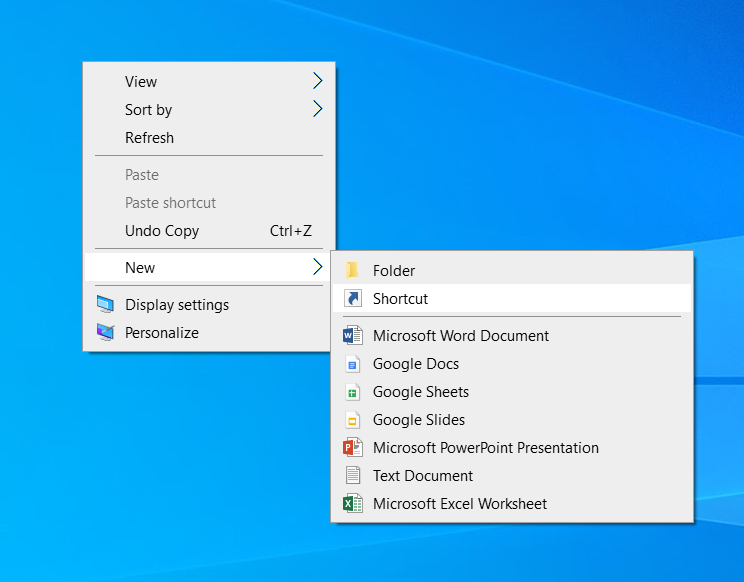 View
Sort by
Refresh
Paste
Paste shortcut
Undo Copy Ctrl+Z
New
Display settings
Personalize
Folder
Shortcut
Microsoft Word Document
Google Docs
Google Sheets
Google Slides
Microsoft PowerPoint Presentation
Text Document
Microsoft Excel Worksheet